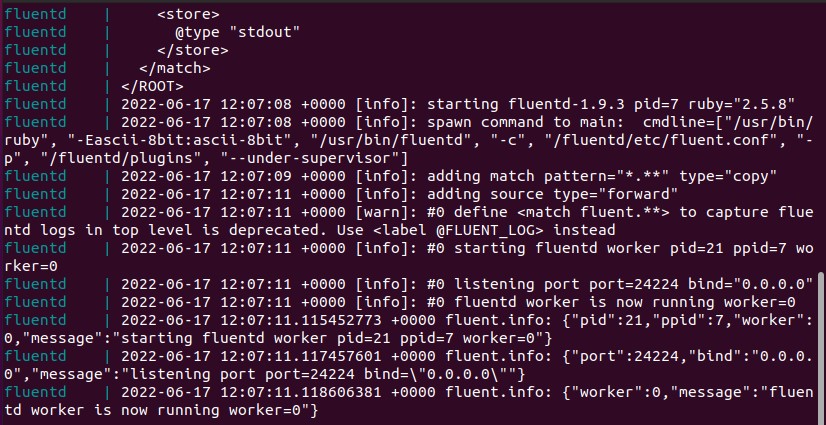 fluentd    |     <store>
fluentd    |       @type "stdout"
fluentd    |     </store>
fluentd    |   </match>
fluentd    | </ROOT>
fluentd    | 2022-06-17 12:07:08 +0000 [info]: starting fluentd-1.9.3 pid=7 ruby="2.5.8"
fluentd    | 2022-06-17 12:07:08 +0000 [info]: spawn command to main:  cmdline=["/usr/bin/
ruby", "-Eascii-8bit:ascii-8bit", "/usr/bin/fluentd", "-c", "/fluentd/etc/fluent.conf", "-
p", "/fluentd/plugins", "--under-supervisor"]
fluentd    | 2022-06-17 12:07:09 +0000 [info]: adding match pattern="*.**" type="copy"
fluentd    | 2022-06-17 12:07:11 +0000 [info]: adding source type="forward"
fluentd    | 2022-06-17 12:07:11 +0000 [warn]: #0 define <match fluent.**> to capture flue
ntd logs in top level is deprecated. Use <label @FLUENT_LOG> instead
fluentd    | 2022-06-17 12:07:11 +0000 [info]: #0 starting fluentd worker pid=21 ppid=7 wo
rker=0
fluentd    | 2022-06-17 12:07:11 +0000 [info]: #0 listening port port=24224 bind="0.0.0.0"
fluentd    | 2022-06-17 12:07:11 +0000 [info]: #0 fluentd worker is now running worker=0
fluentd    | 2022-06-17 12:07:11.115452773 +0000 fluent.info: {"pid":21,"ppid":7,"worker":
0,"message":"starting fluentd worker pid=21 ppid=7 worker=0"}
fluentd    | 2022-06-17 12:07:11.117457601 +0000 fluent.info: {"port":24224,"bind":"0.0.0.
0","message":"listening port port=24224 bind=\"0.0.0.0\""}
fluentd    | 2022-06-17 12:07:11.118606381 +0000 fluent.info: {"worker":0,"message":"fluen
td worker is now running worker=0"}